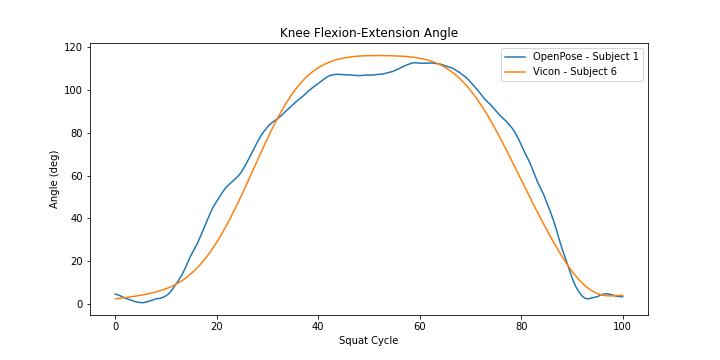 Knee Flexion-Extension Angle
OpenPose - Subject 1
Vicon - Subject 6
Angle (deg)
120
100
80
60
40
20
0
0 20 40 60 80 100
Squat Cycle